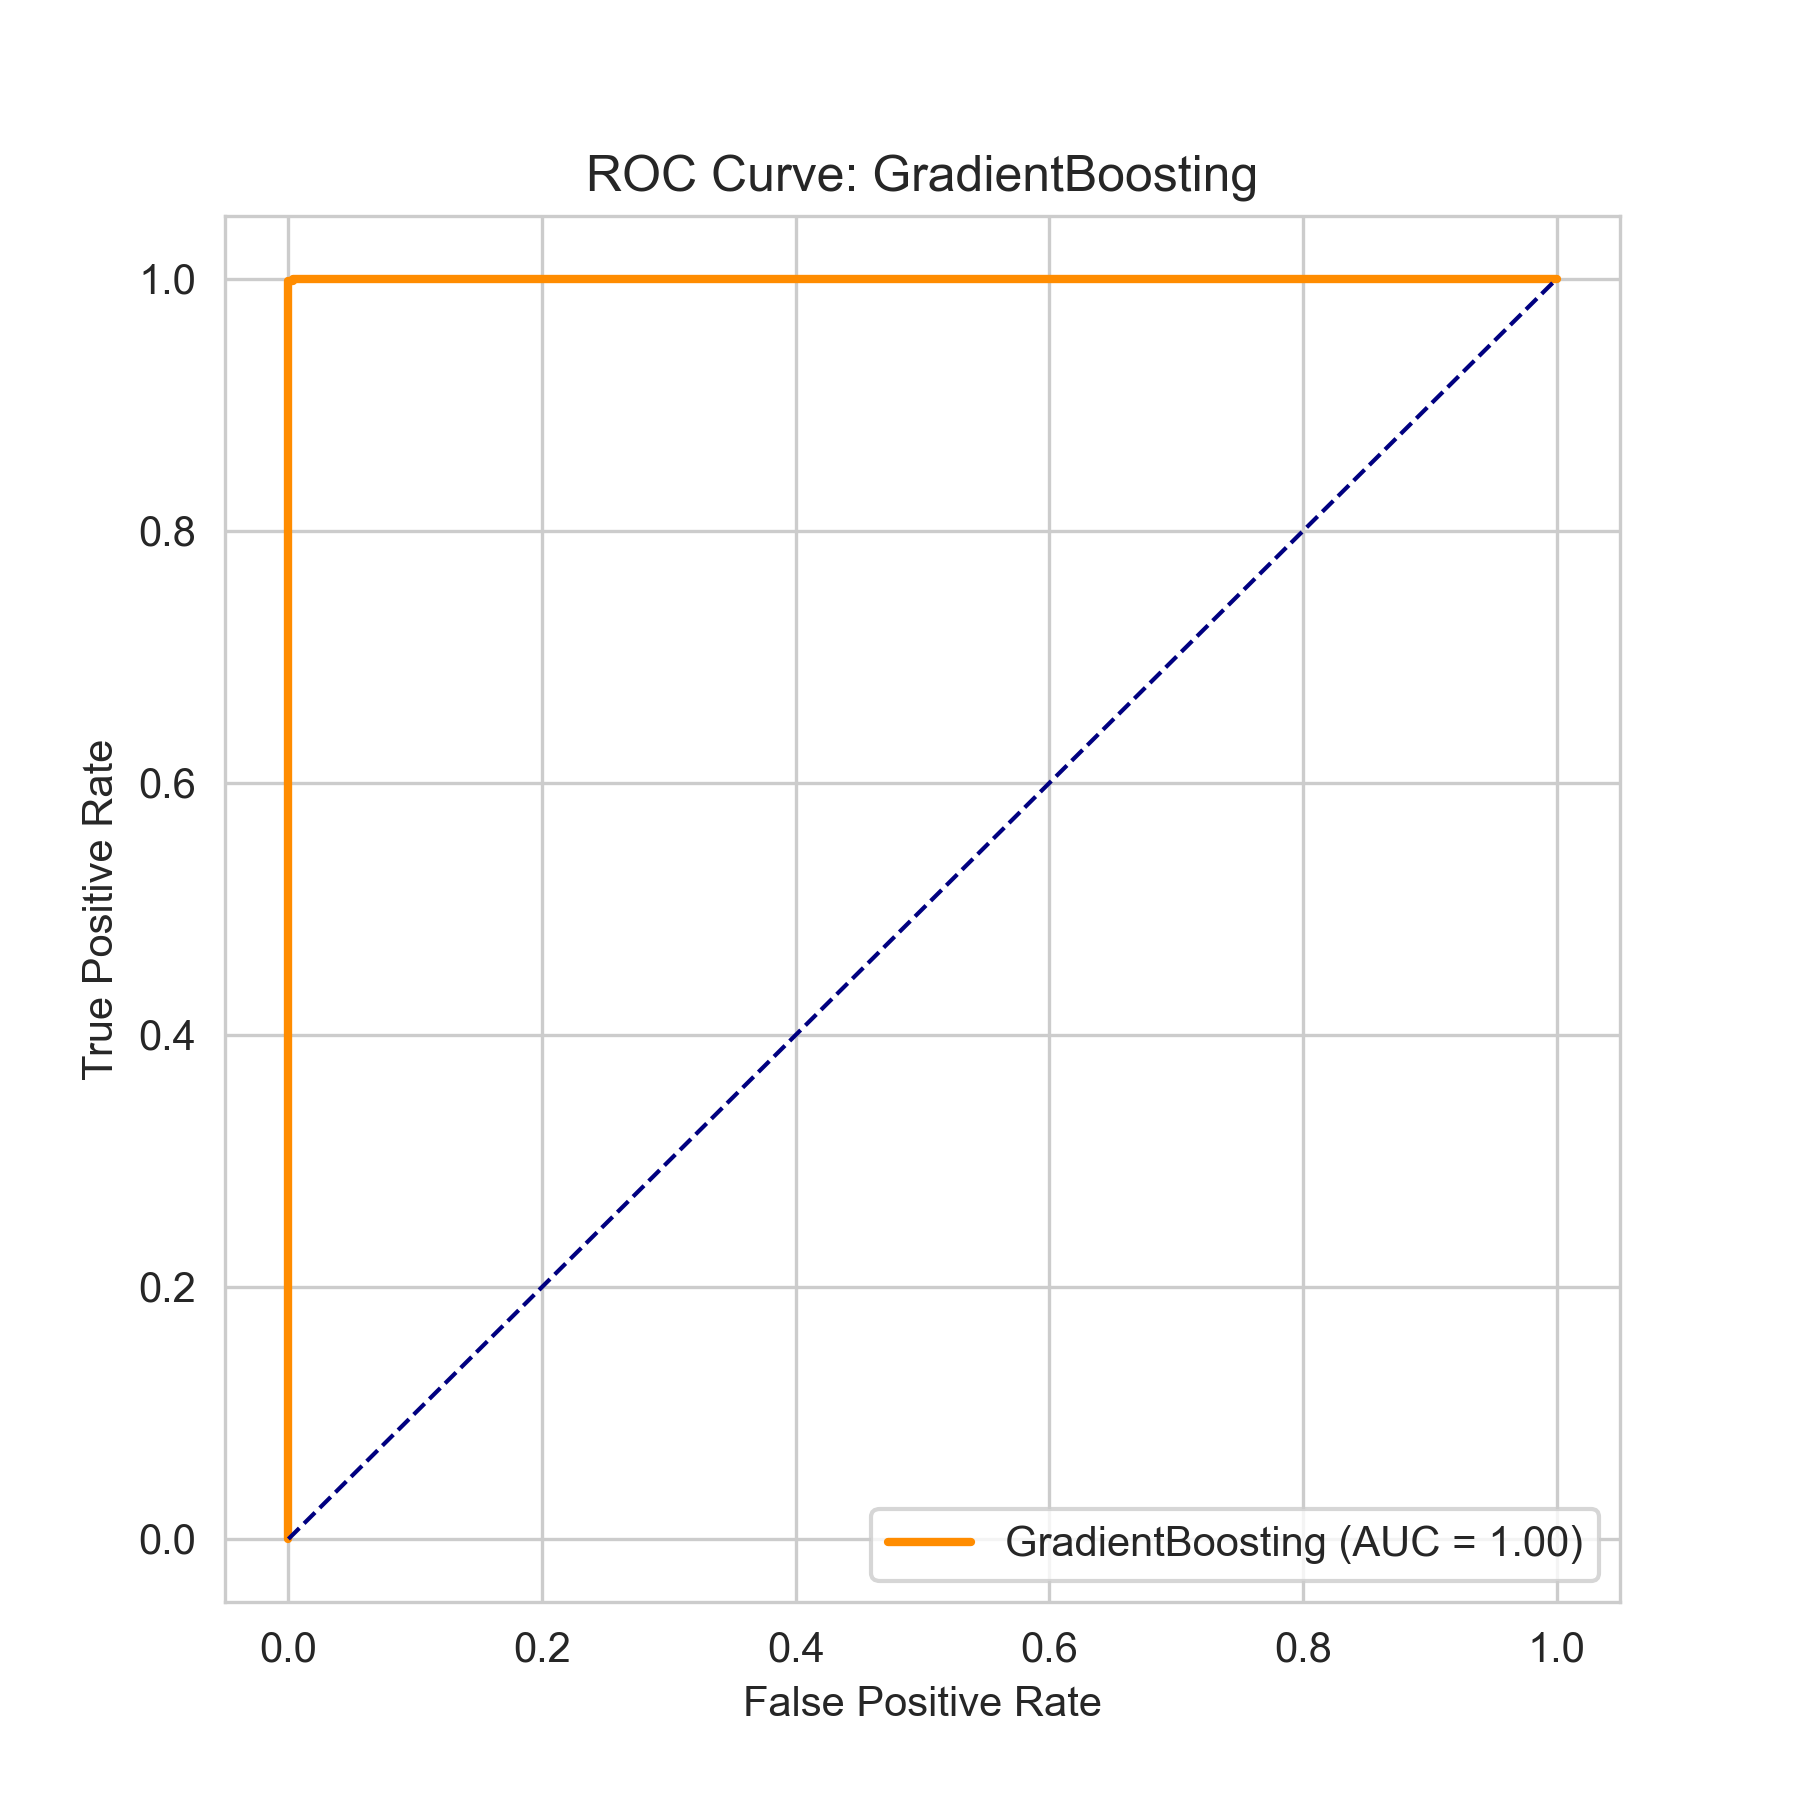 ROC Curve: GradientBoosting
True Positive Rate
1.0
0.8
0.6
0.4
0.2
0.0
GradientBoosting (AUC = 1.00)
0.0 0.2 0.4 0.6 0.8 1.0
False Positive Rate